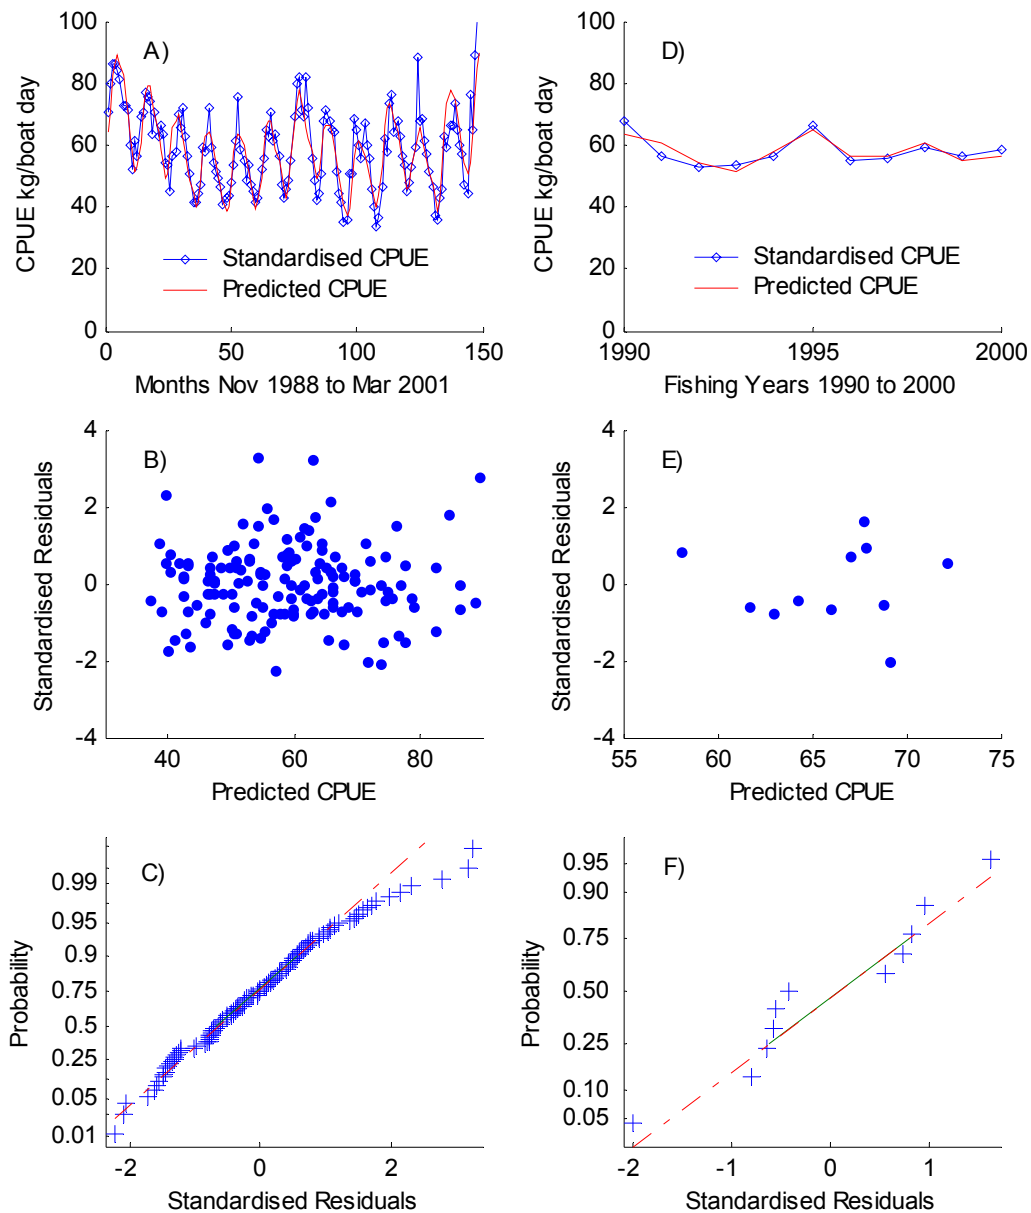 A)
CPUE kg/boat day
100
80
60
40
20
0
Standardised CPUE
Predicted CPUE
0 50 100 150
Months Nov 1988 to Mar 2001
D)
CPUE kg/boat day
100
80
60
40
20
0
Standardised CPUE
Predicted CPUE
1990 1995 2000
Fishing Years 1990 to 2000
B)
Standardised Residuals
4
2
0
-2
-4
40 60 80
Predicted CPUE
E)
Standardised Residuals
4
2
0
-2
-4
55 60 65 70 75
Predicted CPUE
C)
Probability
0.99
0.95
0.9
0.75
0.5
0.25
0.05
0.01
-2 0 2
Standardised Residuals
F)
Probability
0.95
0.90
0.75
0.50
0.25
0.10
0.05
-2 -1 0 1
Standardised Residuals